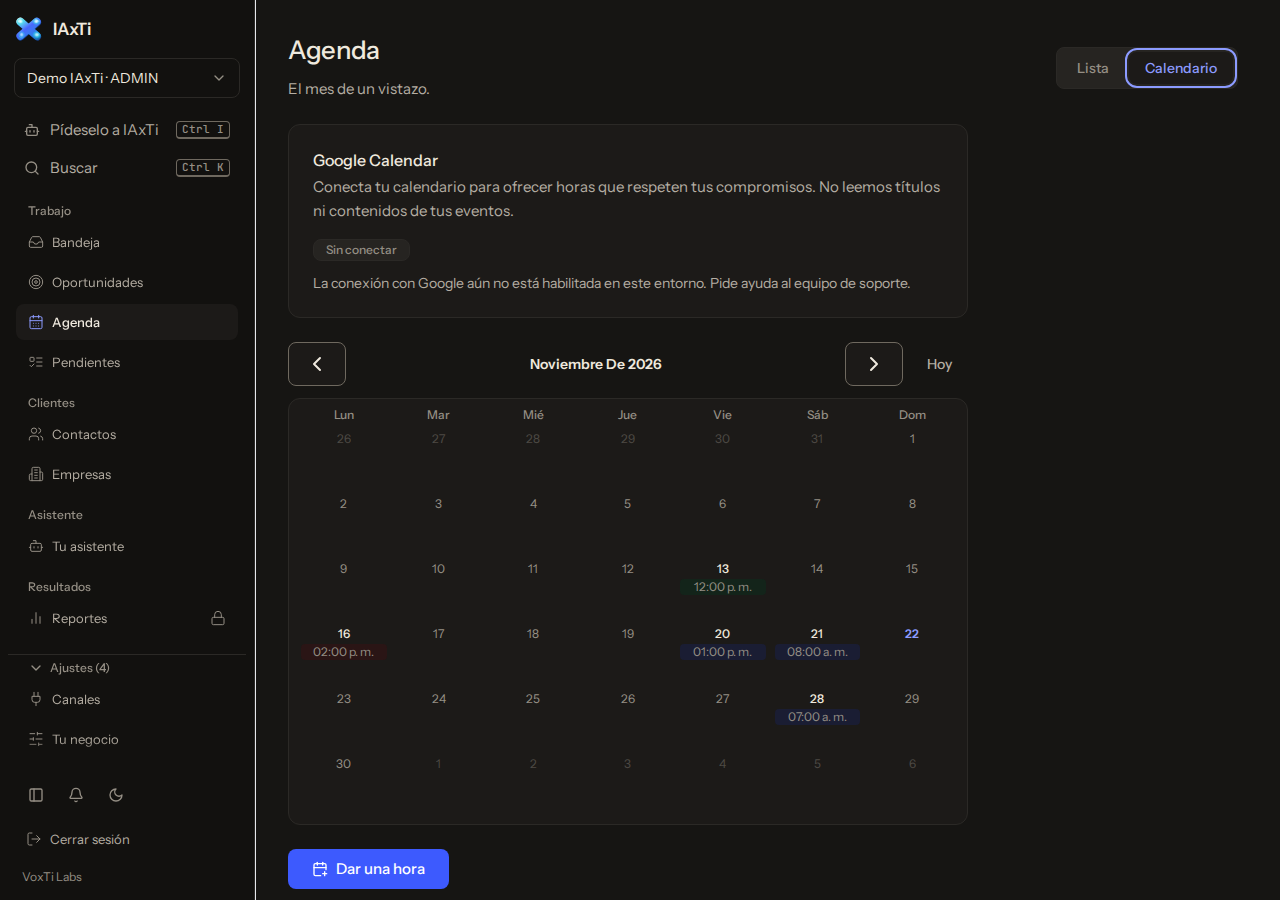 IAxTi
Demo IAxTi · ADMIN
Pídeselo a IAxTi Ctrl I
Buscar Ctrl K
Trabajo
Bandeja
Oportunidades
Agenda
Pendientes
Clientes
Contactos
Empresas
Asistente
Tu asistente
Resultados
Reportes
Ajustes (4)
Canales
Tu negocio
Cerrar sesión
VoxTi Labs
Agenda
El mes de un vistazo.
Lista Calendario
Google Calendar
Conecta tu calendario para ofrecer horas que respeten tus compromisos. No leemos títulos
ni contenidos de tus eventos.
Sin conectar
La conexión con Google aún no está habilitada en este entorno. Pide ayuda al equipo de soporte.
Noviembre De 2026 Hoy
Lun Mar Mié Jue Vie Sáb Dom
26 27 28 29 30 31 1
2 3 4 5 6 7 8
9 10 11 12 13 14 15
12:00 p. m.
16 17 18 19 20 21 22
02:00 p. m. 01:00 p. m. 08:00 a. m.
23 24 25 26 27 28 29
07:00 a. m.
30 1 2 3 4 5 6
Dar una hora